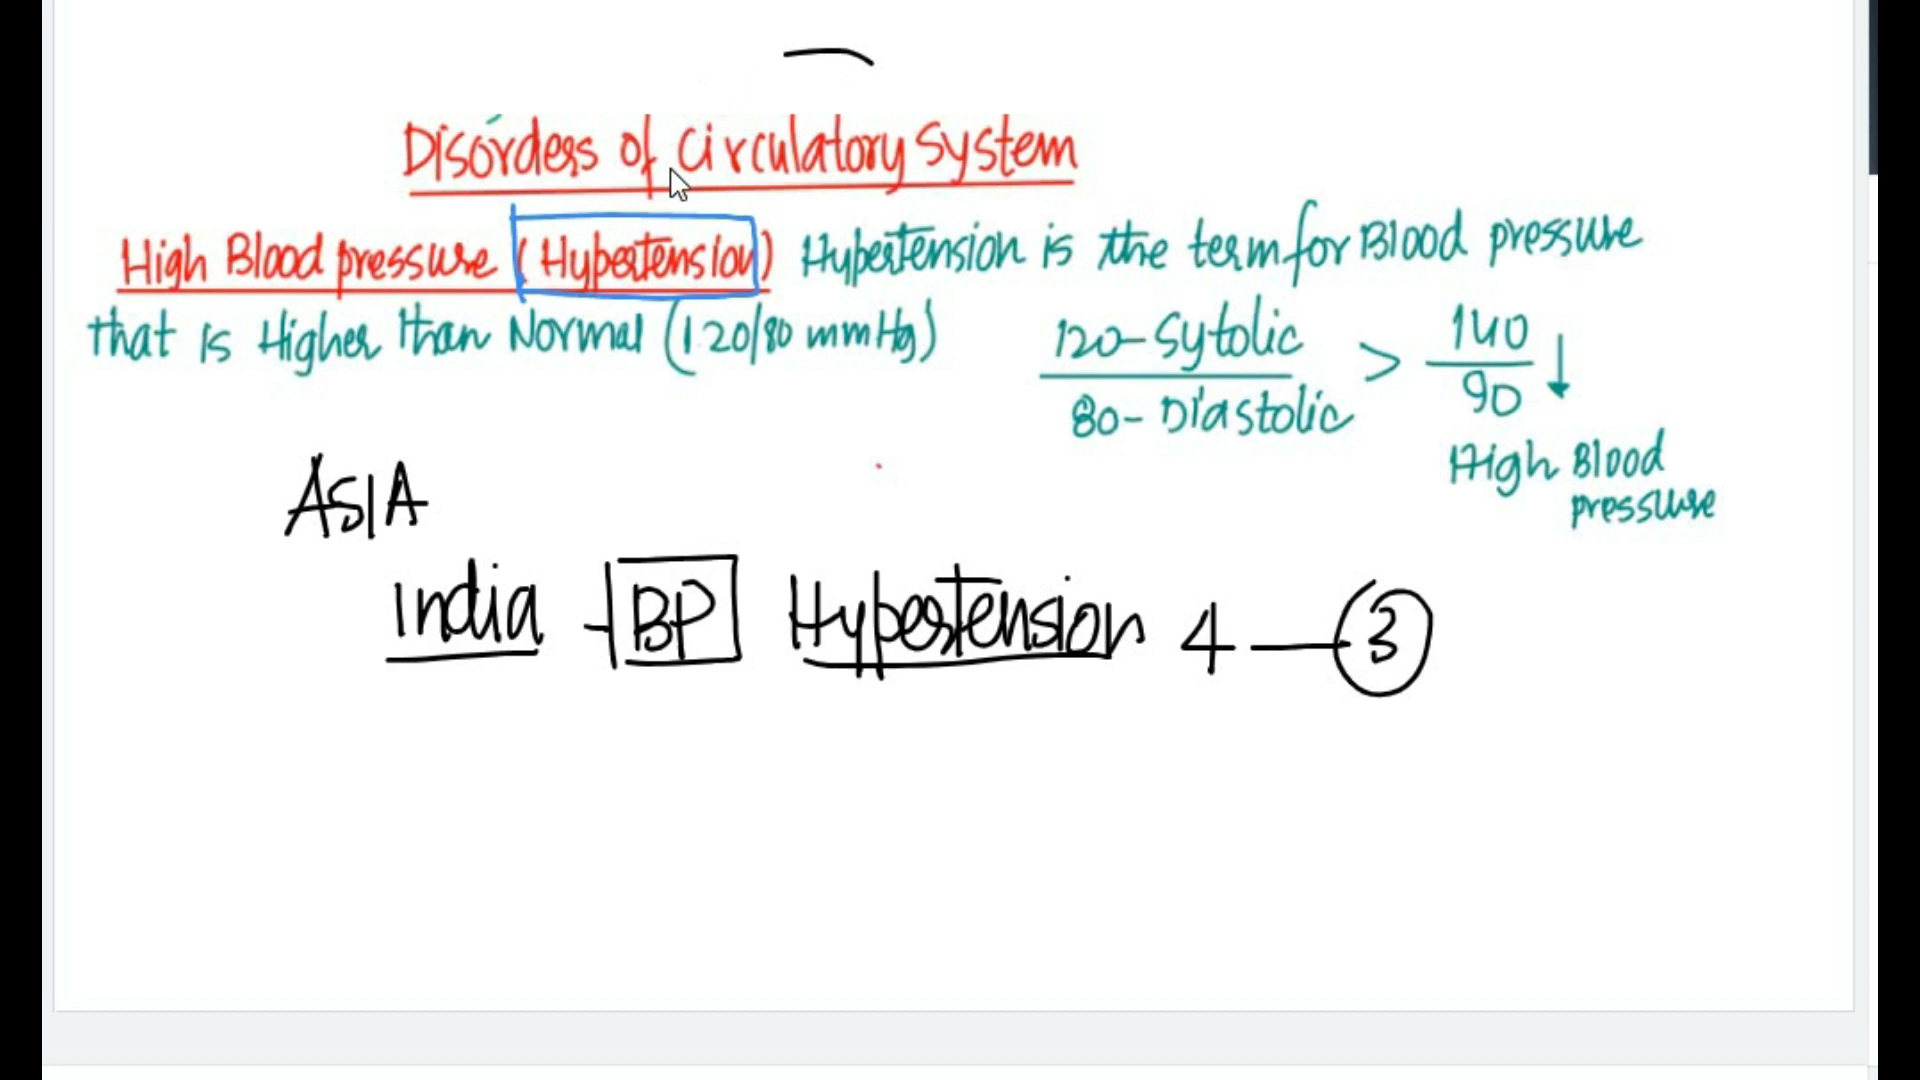 Disorders of Circulatory System
High Blood pressure (Hypertension) Hypertension is the term for Blood pressure
that is Higher than Normal (120/80 mmHg)
120-Sytolic > 140
80-Diastolic 90 ↓
High Blood
pressure
ASIA
India - BP Hypertension 4 — 3